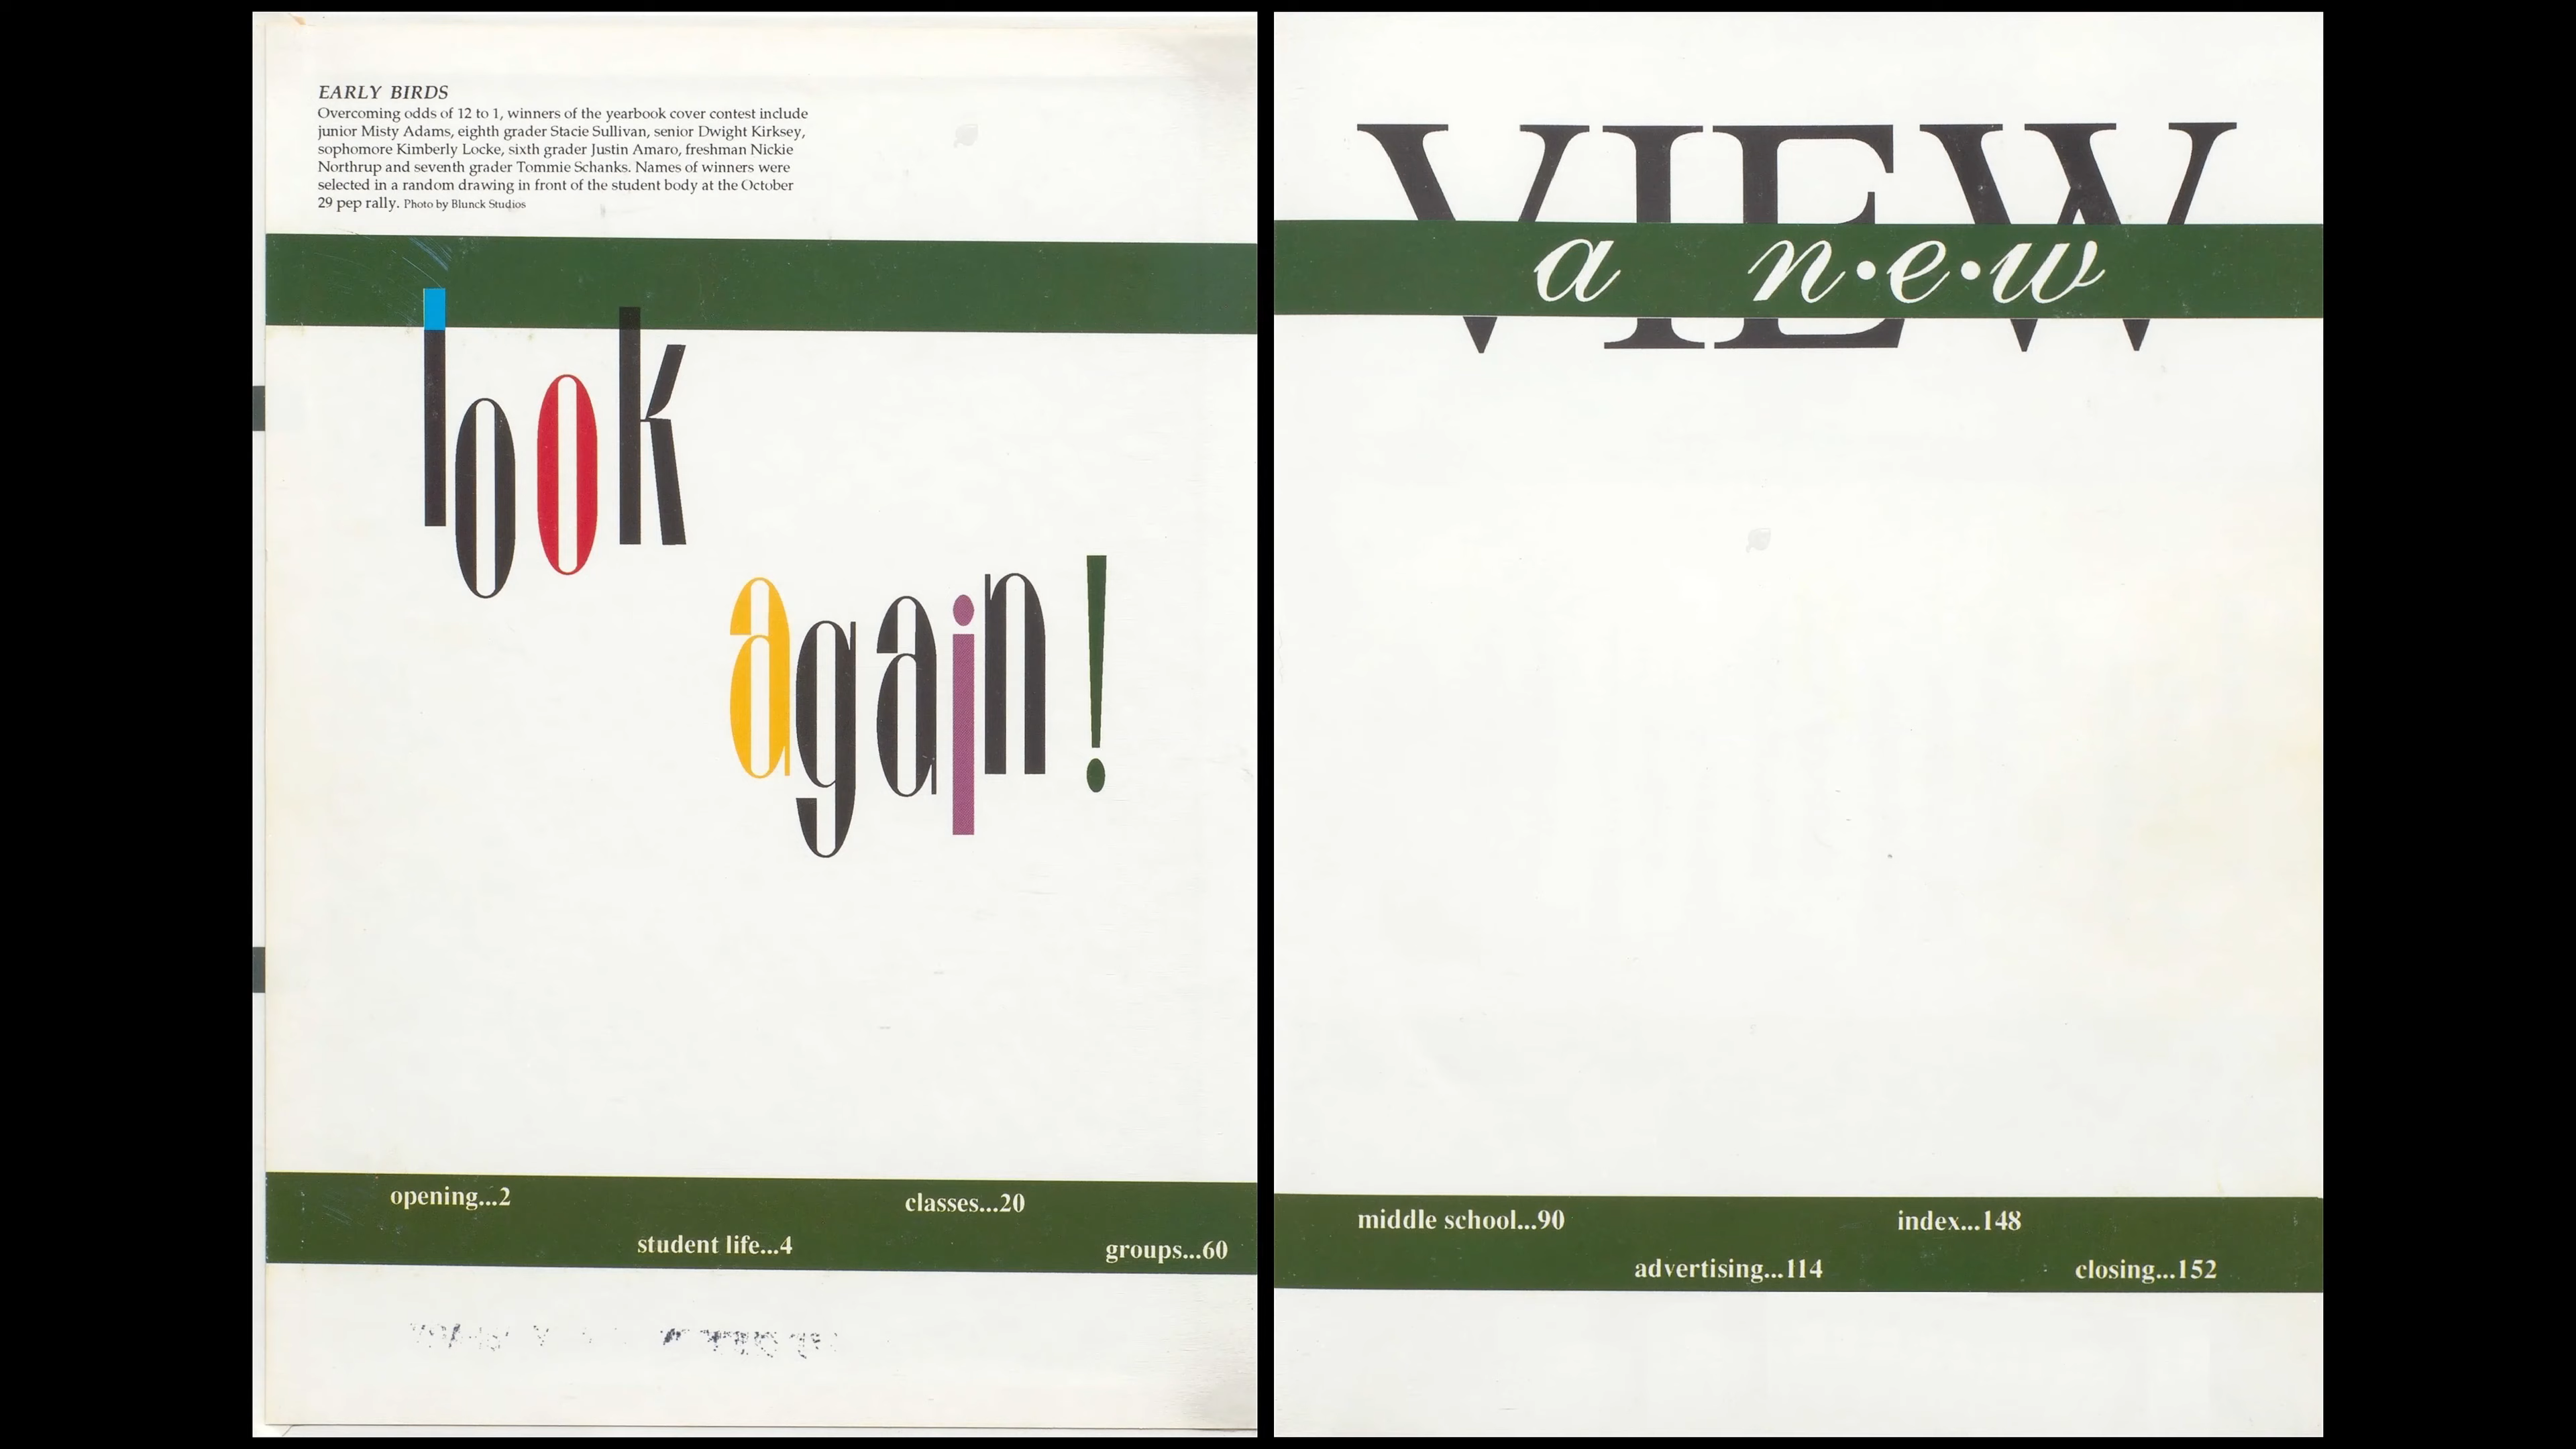 EARLY BIRDS
Overcoming odds of 12 to 1, winners of the yearbook cover contest include
junior Misty Adams, eighth grader Stacie Sullivan, senior Dwight Kirksey,
sophomore Kimberly Locke, sixth grader Justin Amaro, freshman Nickie
Northrup and seventh grader Tommie Schanks. Names of winners were
selected in a random drawing in front of the student body at the October
29 pep rally. Photo by Blunck Studios
look
again!
opening...2
classes...20
student life...4
groups...60
VIEW
a n•e•w
middle school...90
index...148
advertising...114
closing...152